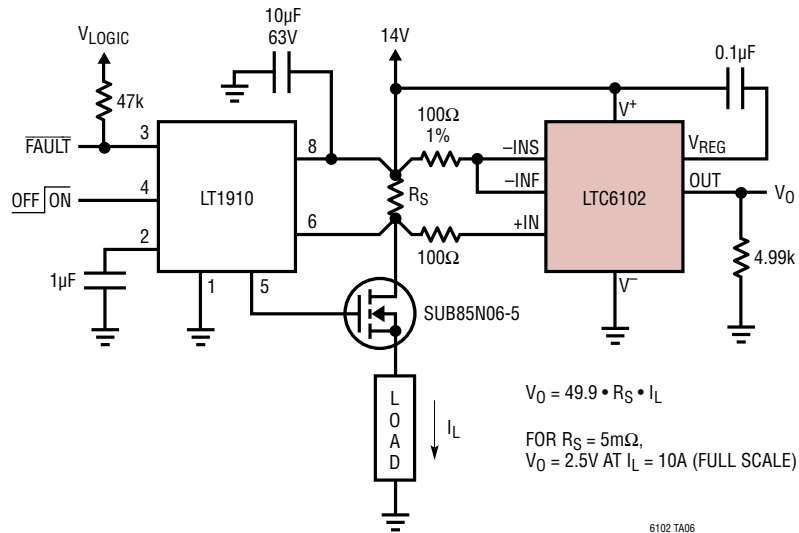 10µF
63V
V_LOGIC
14V
0.1µF
47k
100Ω
1%
V⁺
3
8
–INS
V_REG
FAULT
–INF
R_S
4
LT1910
LTC6102
OUT
V_O
OFF ON
2
6
+IN
4.99k
100Ω
1µF
1
5
V⁻
SUB85N06-5
LOAD
I_L
V_O = 49.9 • R_S • I_L
FOR R_S = 5mΩ,
V_O = 2.5V AT I_L = 10A (FULL SCALE)
6102 TA06